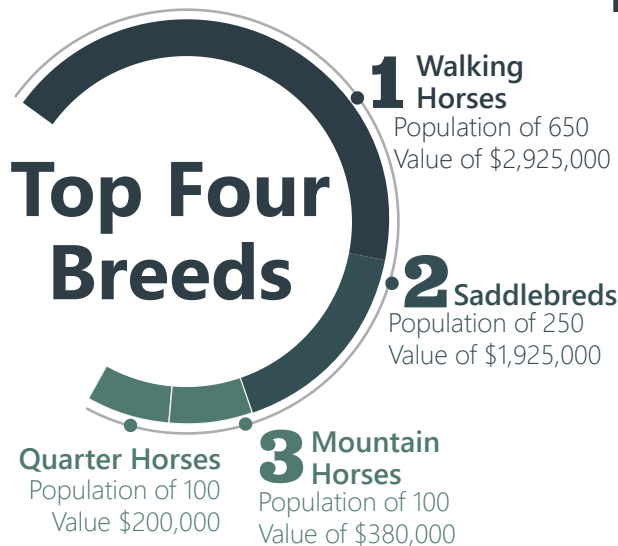 Top Four
Breeds
1 Walking
Horses
Population of 650
Value of $2,925,000
2 Saddlebreds
Population of 250
Value of $1,925,000
3 Mountain
Horses
Population of 100
Value of $380,000
Quarter Horses
Population of 100
Value $200,000